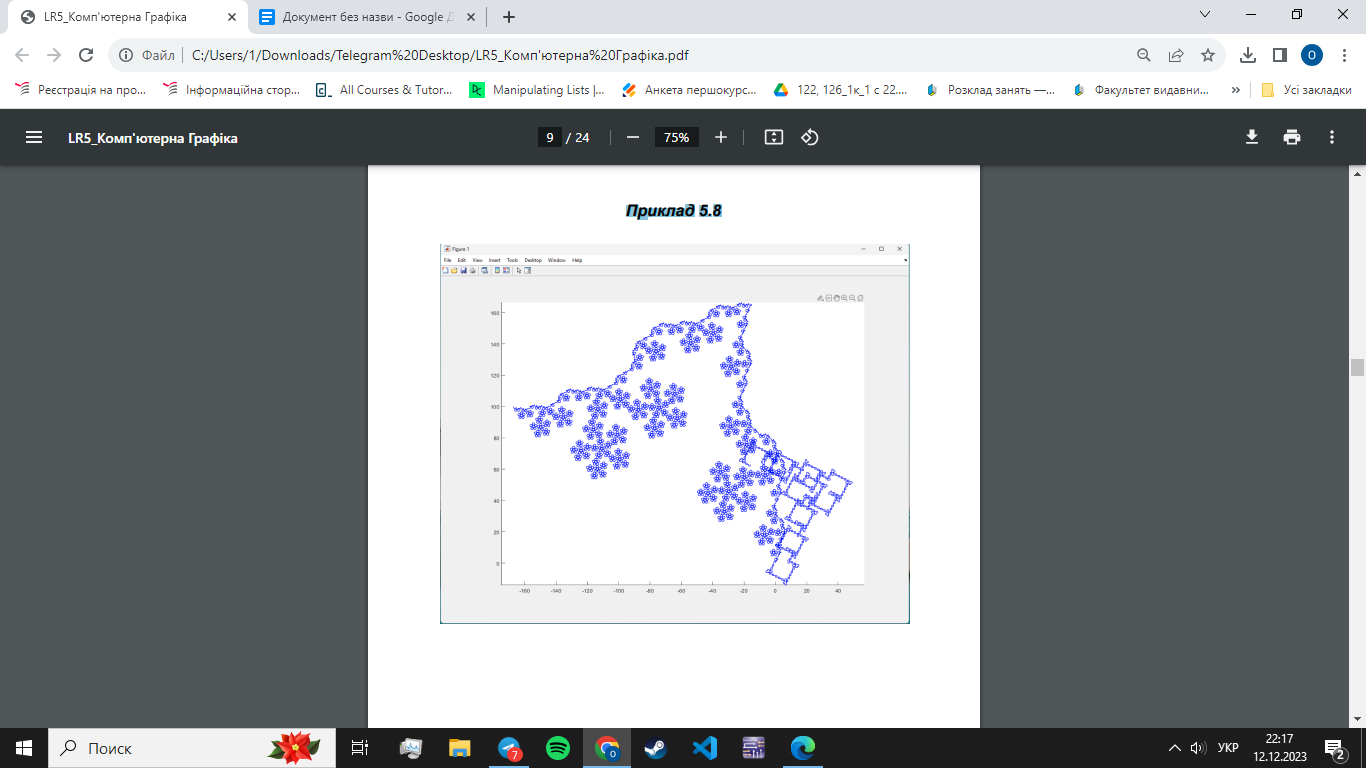 LR5_Комп'ютерна Графіка
Документ без назви - Google Д
Файл
C:/Users/1/Downloads/Telegram%20Desktop/LR5_Комп'ютерна%20Графіка.pdf
Реєстрація на про...
Інформаційна стор...
All Courses & Tutor...
Manipulating Lists |...
Анкета першокурс...
122, 126_1к_1 с 22....
Розклад занять —...
Факультет видавни...
»
Усі закладки
LR5_Комп'ютерна Графіка
9 / 24
75%
Приклад 5.8
Figure 1
File Edit View Insert Tools Desktop Window Help
160
140
120
100
80
60
40
20
0
-160 -140 -120 -100 -80 -60 -40 -20 0 20 40
Поиск
7
O
УКР
22:17
12.12.2023
2